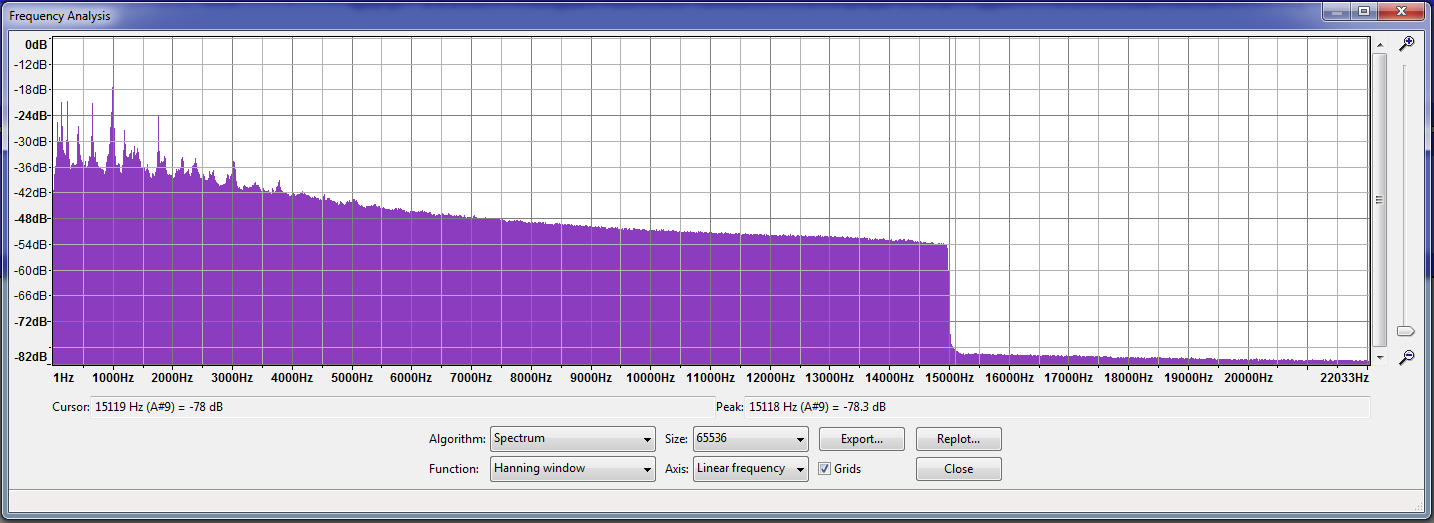 Frequency Analysis
0dB
-12dB
-18dB
-24dB
-30dB
-36dB
-42dB
-48dB
-54dB
-60dB
-66dB
-72dB
-82dB
1Hz 1000Hz 2000Hz 3000Hz 4000Hz 5000Hz 6000Hz 7000Hz 8000Hz 9000Hz 10000Hz 11000Hz 12000Hz 13000Hz 14000Hz 15000Hz 16000Hz 17000Hz 18000Hz 19000Hz 20000Hz 22033Hz
Cursor: 15119 Hz (A#9) = -78 dB Peak: 15118 Hz (A#9) = -78.3 dB
Algorithm: Spectrum Size: 65536 Export... Replot...
Function: Hanning window Axis: Linear frequency Grids Close